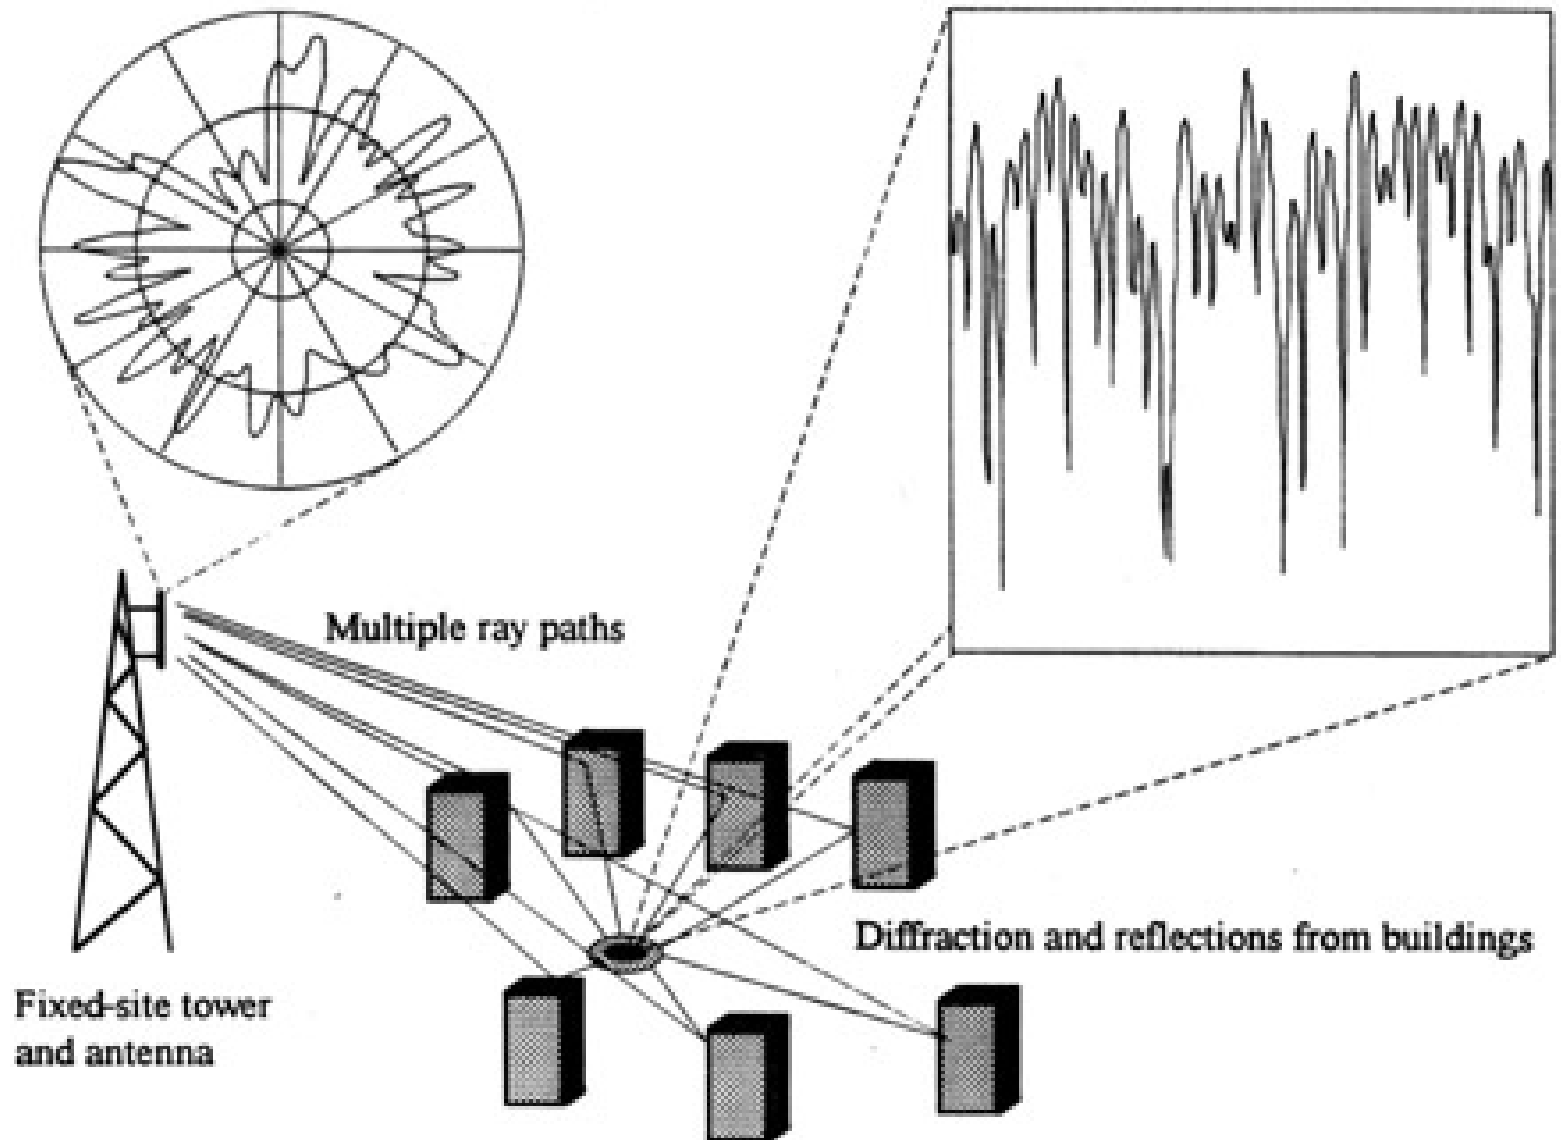 Multiple ray paths
Diffraction and reflections from buildings
Fixed-site tower
and antenna